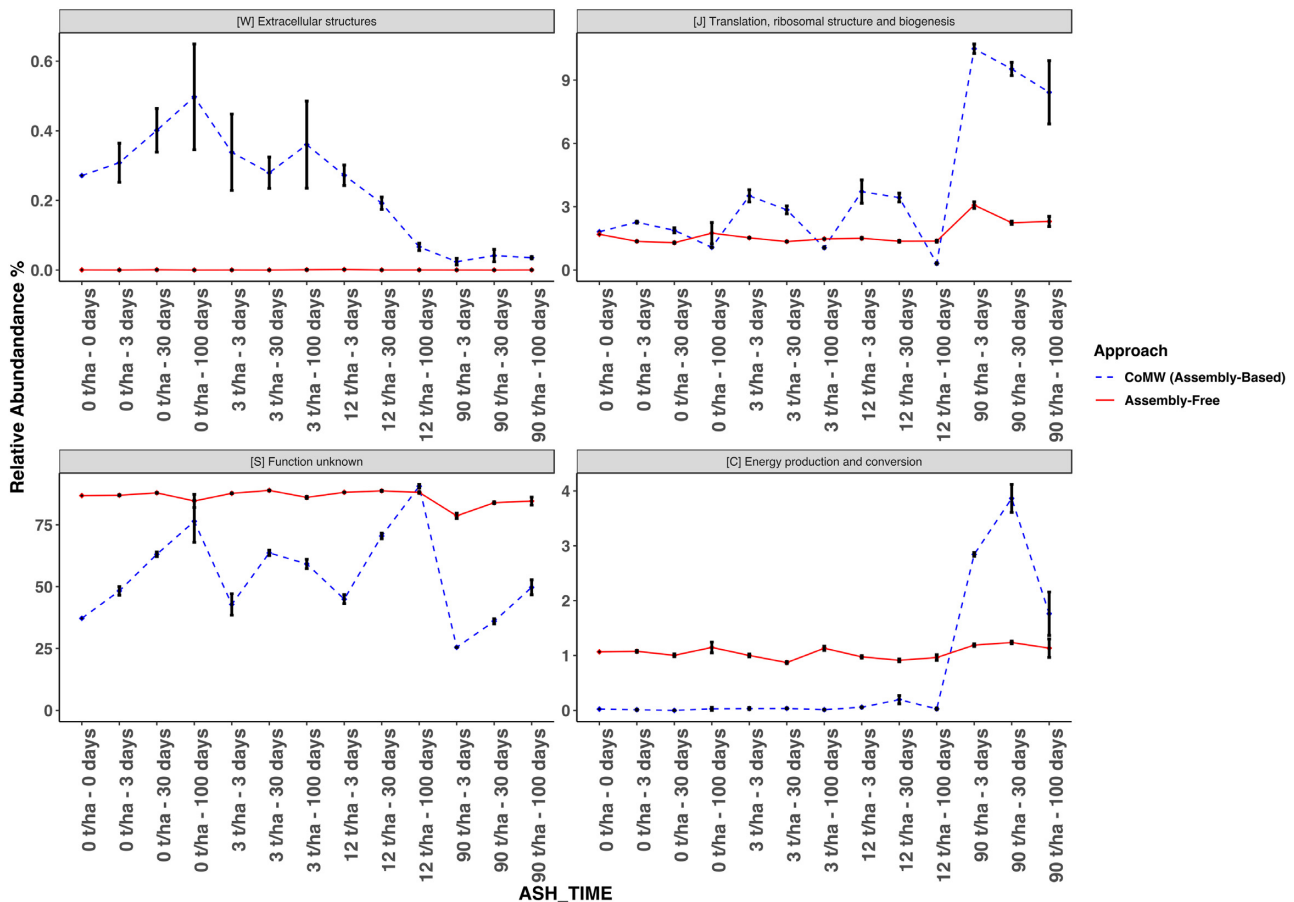 [W] Extracellular structures
[J] Translation, ribosomal structure and biogenesis
0.6
0.4
0.2
0.0
9
6
3
0
0 t/ha - 0 days
0 t/ha - 3 days
0 t/ha - 30 days
0 t/ha - 100 days
3 t/ha - 3 days
3 t/ha - 30 days
3 t/ha - 100 days
12 t/ha - 3 days
12 t/ha - 30 days
12 t/ha - 100 days
90 t/ha - 3 days
90 t/ha - 30 days
90 t/ha - 100 days
0 t/ha - 0 days
0 t/ha - 3 days
0 t/ha - 30 days
0 t/ha - 100 days
3 t/ha - 3 days
3 t/ha - 30 days
3 t/ha - 100 days
12 t/ha - 3 days
12 t/ha - 30 days
12 t/ha - 100 days
90 t/ha - 3 days
90 t/ha - 30 days
90 t/ha - 100 days
Relative Abundandance %
Approach
CoMW (Assembly-Based)
Assembly-Free
[S] Function unknown
[C] Energy production and conversion
75
50
25
0
4
3
2
1
0
0 t/ha - 0 days
0 t/ha - 3 days
0 t/ha - 30 days
0 t/ha - 100 days
3 t/ha - 3 days
3 t/ha - 30 days
3 t/ha - 100 days
12 t/ha - 3 days
12 t/ha - 30 days
12 t/ha - 100 days
90 t/ha - 3 days
90 t/ha - 30 days
90 t/ha - 100 days
0 t/ha - 0 days
0 t/ha - 3 days
0 t/ha - 30 days
0 t/ha - 100 days
3 t/ha - 3 days
3 t/ha - 30 days
3 t/ha - 100 days
12 t/ha - 3 days
12 t/ha - 30 days
12 t/ha - 100 days
90 t/ha - 3 days
90 t/ha - 30 days
90 t/ha - 100 days
ASH_TIME